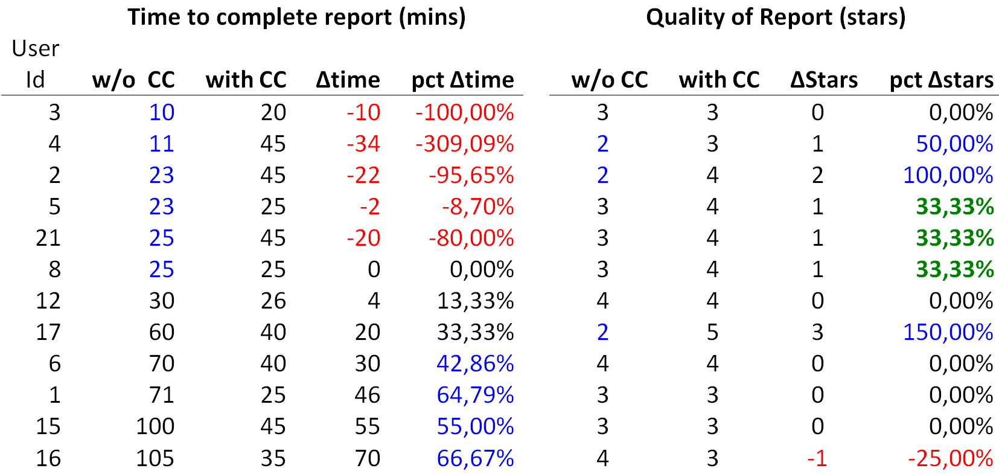 Time to complete report (mins) Quality of Report (stars)
User
Id w/o CC with CC Δtime pct Δtime w/o CC with CC ΔStars pct Δstars
3 10 20 -10 -100,00% 3 3 0 0,00%
4 11 45 -34 -309,09% 2 3 1 50,00%
2 23 45 -22 -95,65% 2 4 2 100,00%
5 23 25 -2 -8,70% 3 4 1 33,33%
21 25 45 -20 -80,00% 3 4 1 33,33%
8 25 25 0 0,00% 3 4 1 33,33%
12 30 26 4 13,33% 4 4 0 0,00%
17 60 40 20 33,33% 2 5 3 150,00%
6 70 40 30 42,86% 4 4 0 0,00%
1 71 25 46 64,79% 3 3 0 0,00%
15 100 45 55 55,00% 3 3 0 0,00%
16 105 35 70 66,67% 4 3 -1 -25,00%